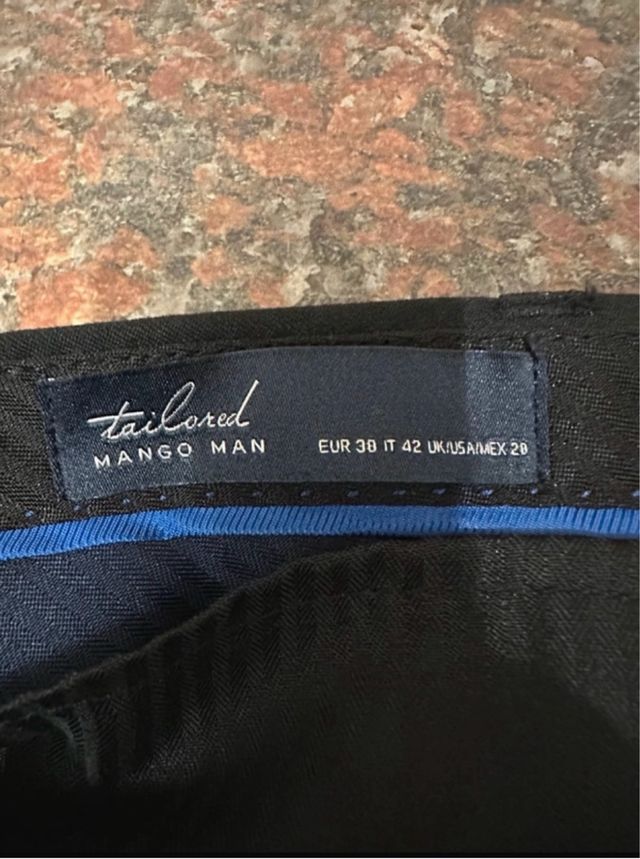 tailored
MANGO MAN
EUR 38 IT 42 UK/USA/MEX 28